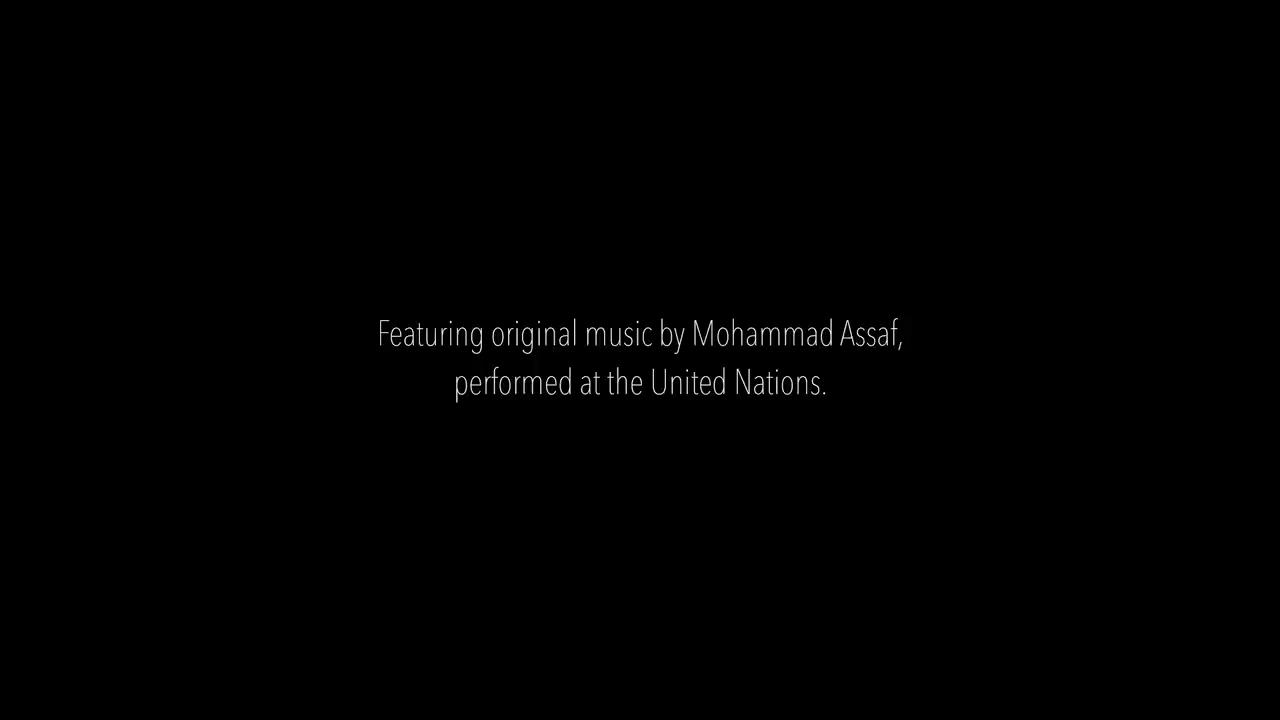 Featuring original music by Mohammad Assaf,
performed at the United Nations.